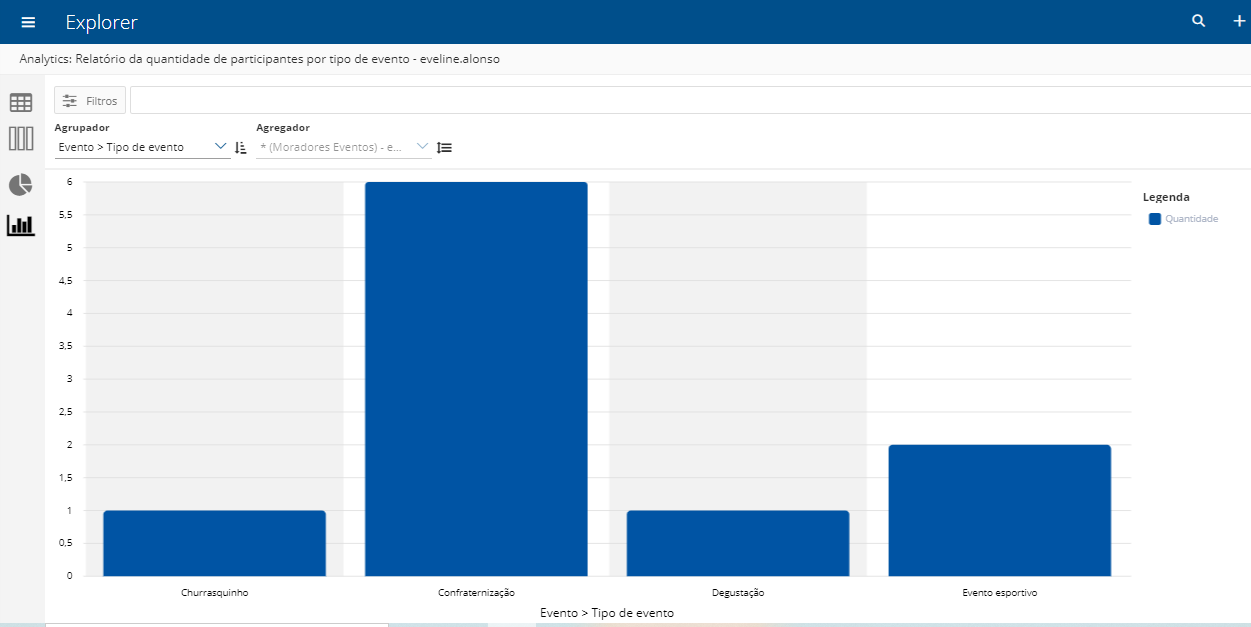 Explorer
Analytics: Relatório da quantidade de participantes por tipo de evento - eveline.alonso
Filtros
Agrupador
Agregador
Evento > Tipo de evento
* (Moradores Eventos) - e...
6
5,5
5
4,5
4
3,5
3
2,5
2
1,5
1
0,5
0
Legenda
Quantidade
Churrasquinho
Confraternização
Degustação
Evento esportivo
Evento > Tipo de evento